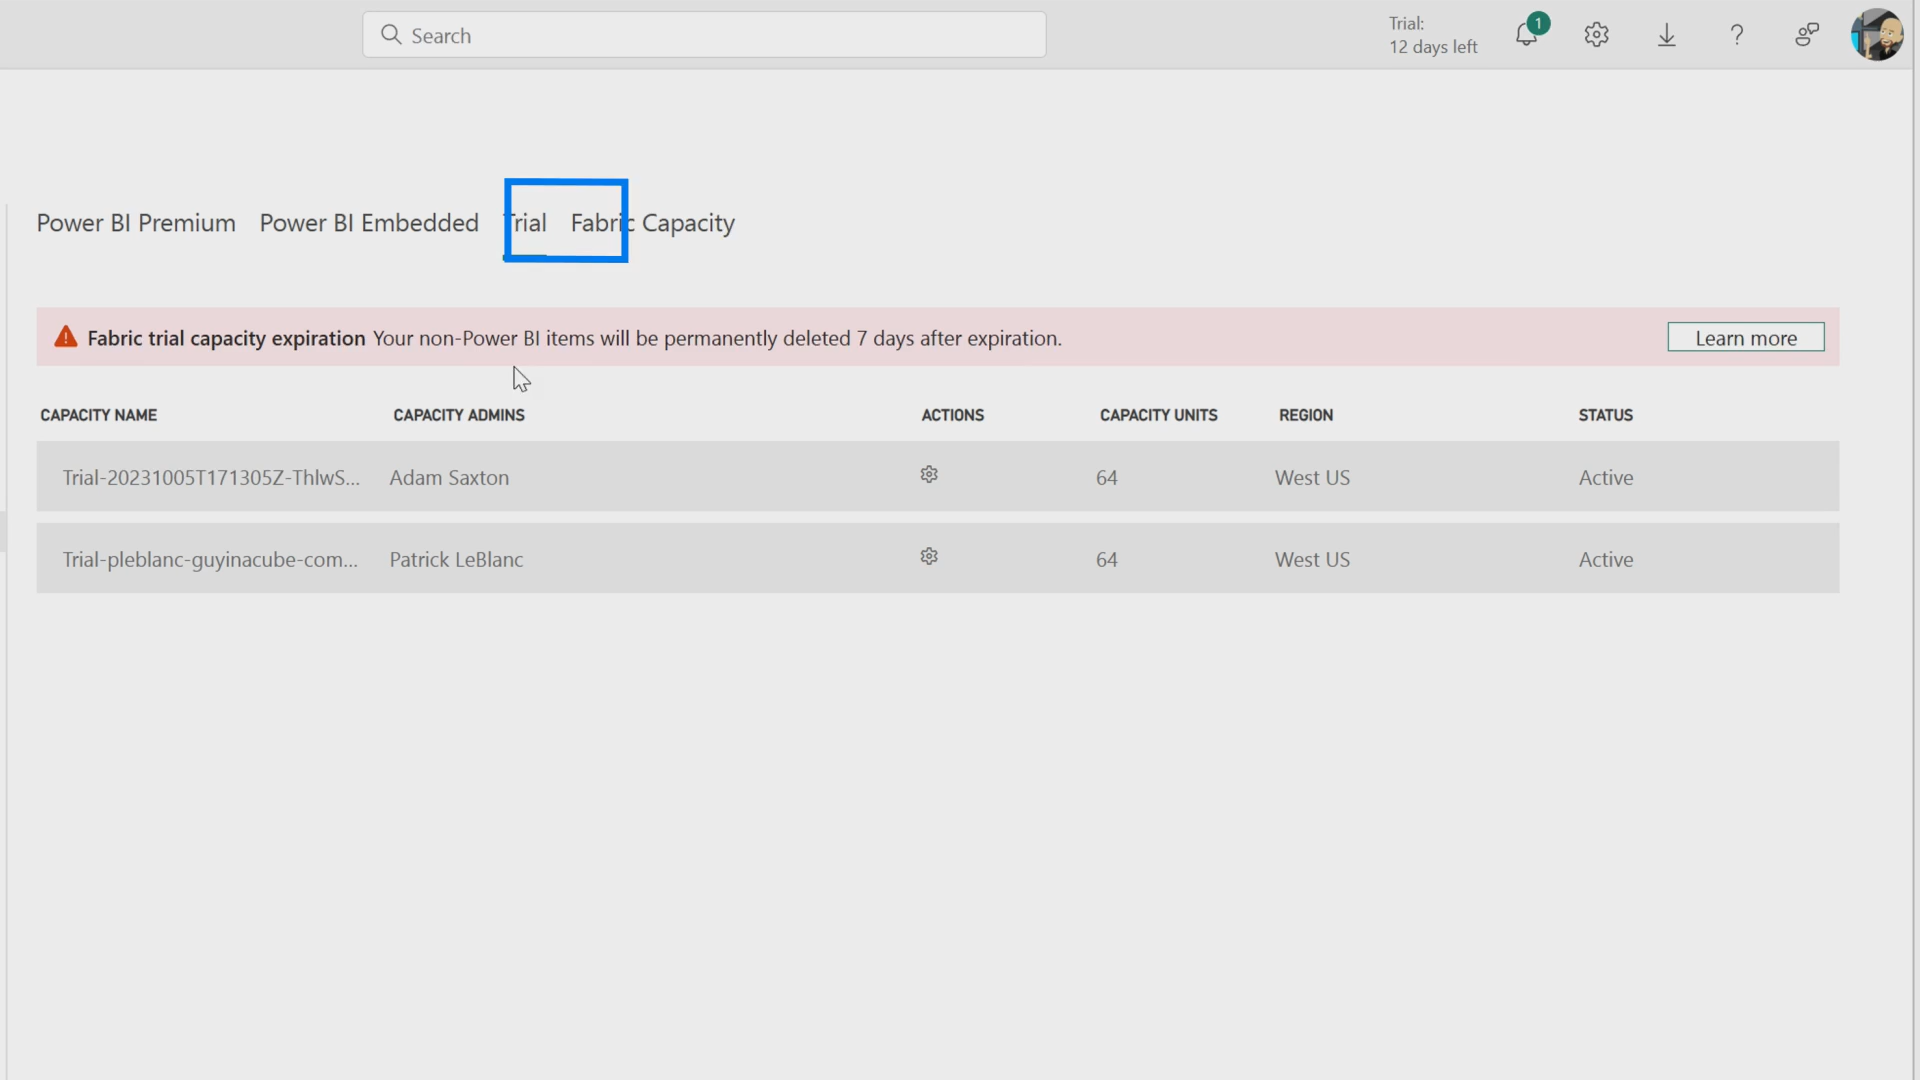 Search
Trial:
12 days left
1
Power BI Premium Power BI Embedded Trial Fabric Capacity
Fabric trial capacity expiration Your non-Power BI items will be permanently deleted 7 days after expiration.
Learn more
CAPACITY NAME CAPACITY ADMINS ACTIONS CAPACITY UNITS REGION STATUS
Trial-20231005T171305Z-ThlwS... Adam Saxton 64 West US Active
Trial-pleblanc-guyinacube-com... Patrick LeBlanc 64 West US Active